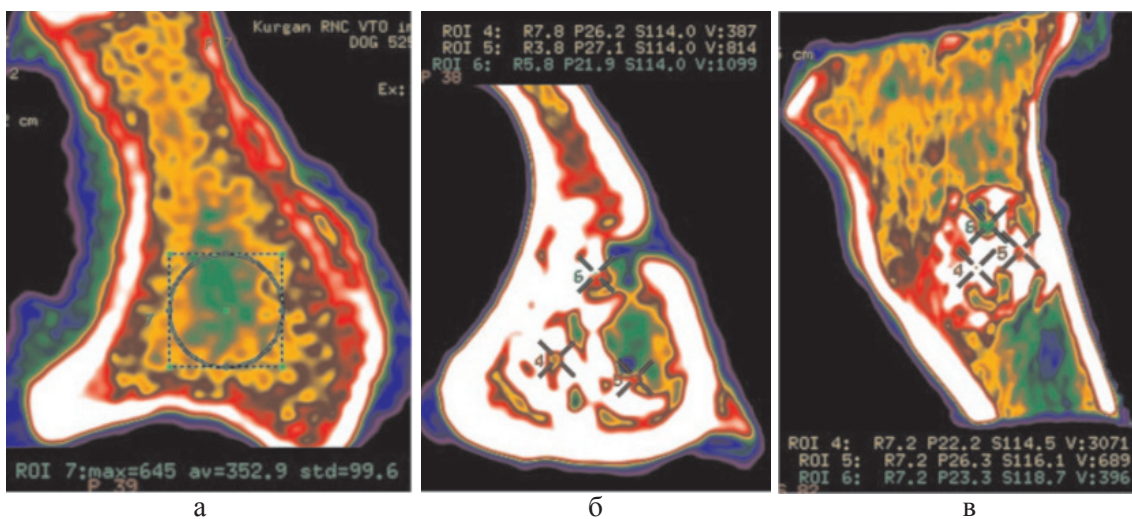 Kurgan RNC VTO
DOG 525
Ex:
cm
ROI 7:max=645 av=352.9 std=99.6
P 39
ROI 4: R7.8 P26.2 S114.0 V:387
ROI 5: R3.8 P27.1 S114.0 V:814
ROI 6: R5.8 P21.9 S114.0 V:1099
P 38
6
4
cm
6
5
4
ROI 4: R7.2 P22.2 S114.5 V:3071
ROI 5: R7.2 P26.3 S116.1 V:689
ROI 6: R7.2 P23.3 S118.7 V:396
а
б
в